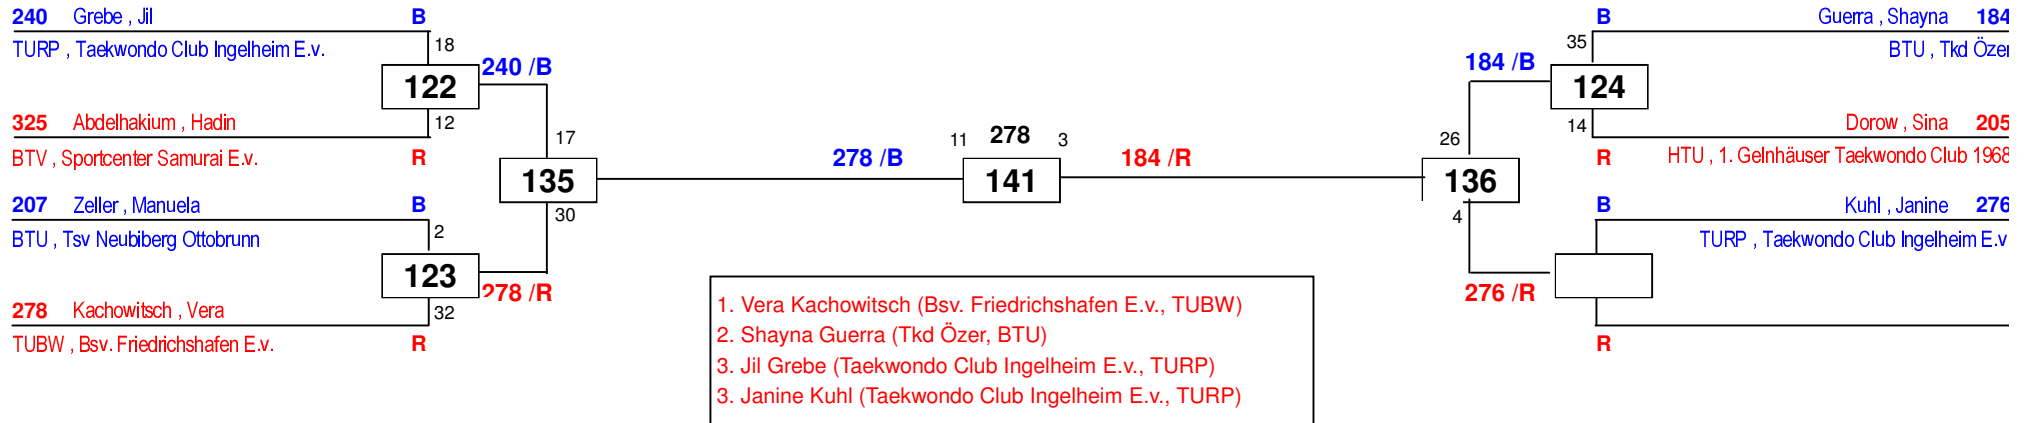 240 Grebe , Jil B
TURP , Taekwondo Club Ingelheim E.v.
18
122
240 /B
12
325 Abdelhakium , Hadin
BTV , Sportcenter Samurai E.v. R
17
135
30
207 Zeller , Manuela B
BTU , Tsv Neubiberg Ottobrunn
2
123
278 /R
32
278 Kachowitsch , Vera
TUBW , Bsv. Friedrichshafen E.v. R
278 /B
11 278 3
141
184 /R
B Guerra , Shayna 184
35 BTU , Tkd Özer
184 /B
124
14
Dorow , Sina 205
R HTU , 1. Gelnhäuser Taekwondo Club 1968
26
136
4
B Kuhl , Janine 276
TURP , Taekwondo Club Ingelheim E.v
276 /R
R
1. Vera Kachowitsch (Bsv. Friedrichshafen E.v., TUBW)
2. Shayna Guerra (Tkd Özer, BTU)
3. Jil Grebe (Taekwondo Club Ingelheim E.v., TURP)
3. Janine Kuhl (Taekwondo Club Ingelheim E.v., TURP)